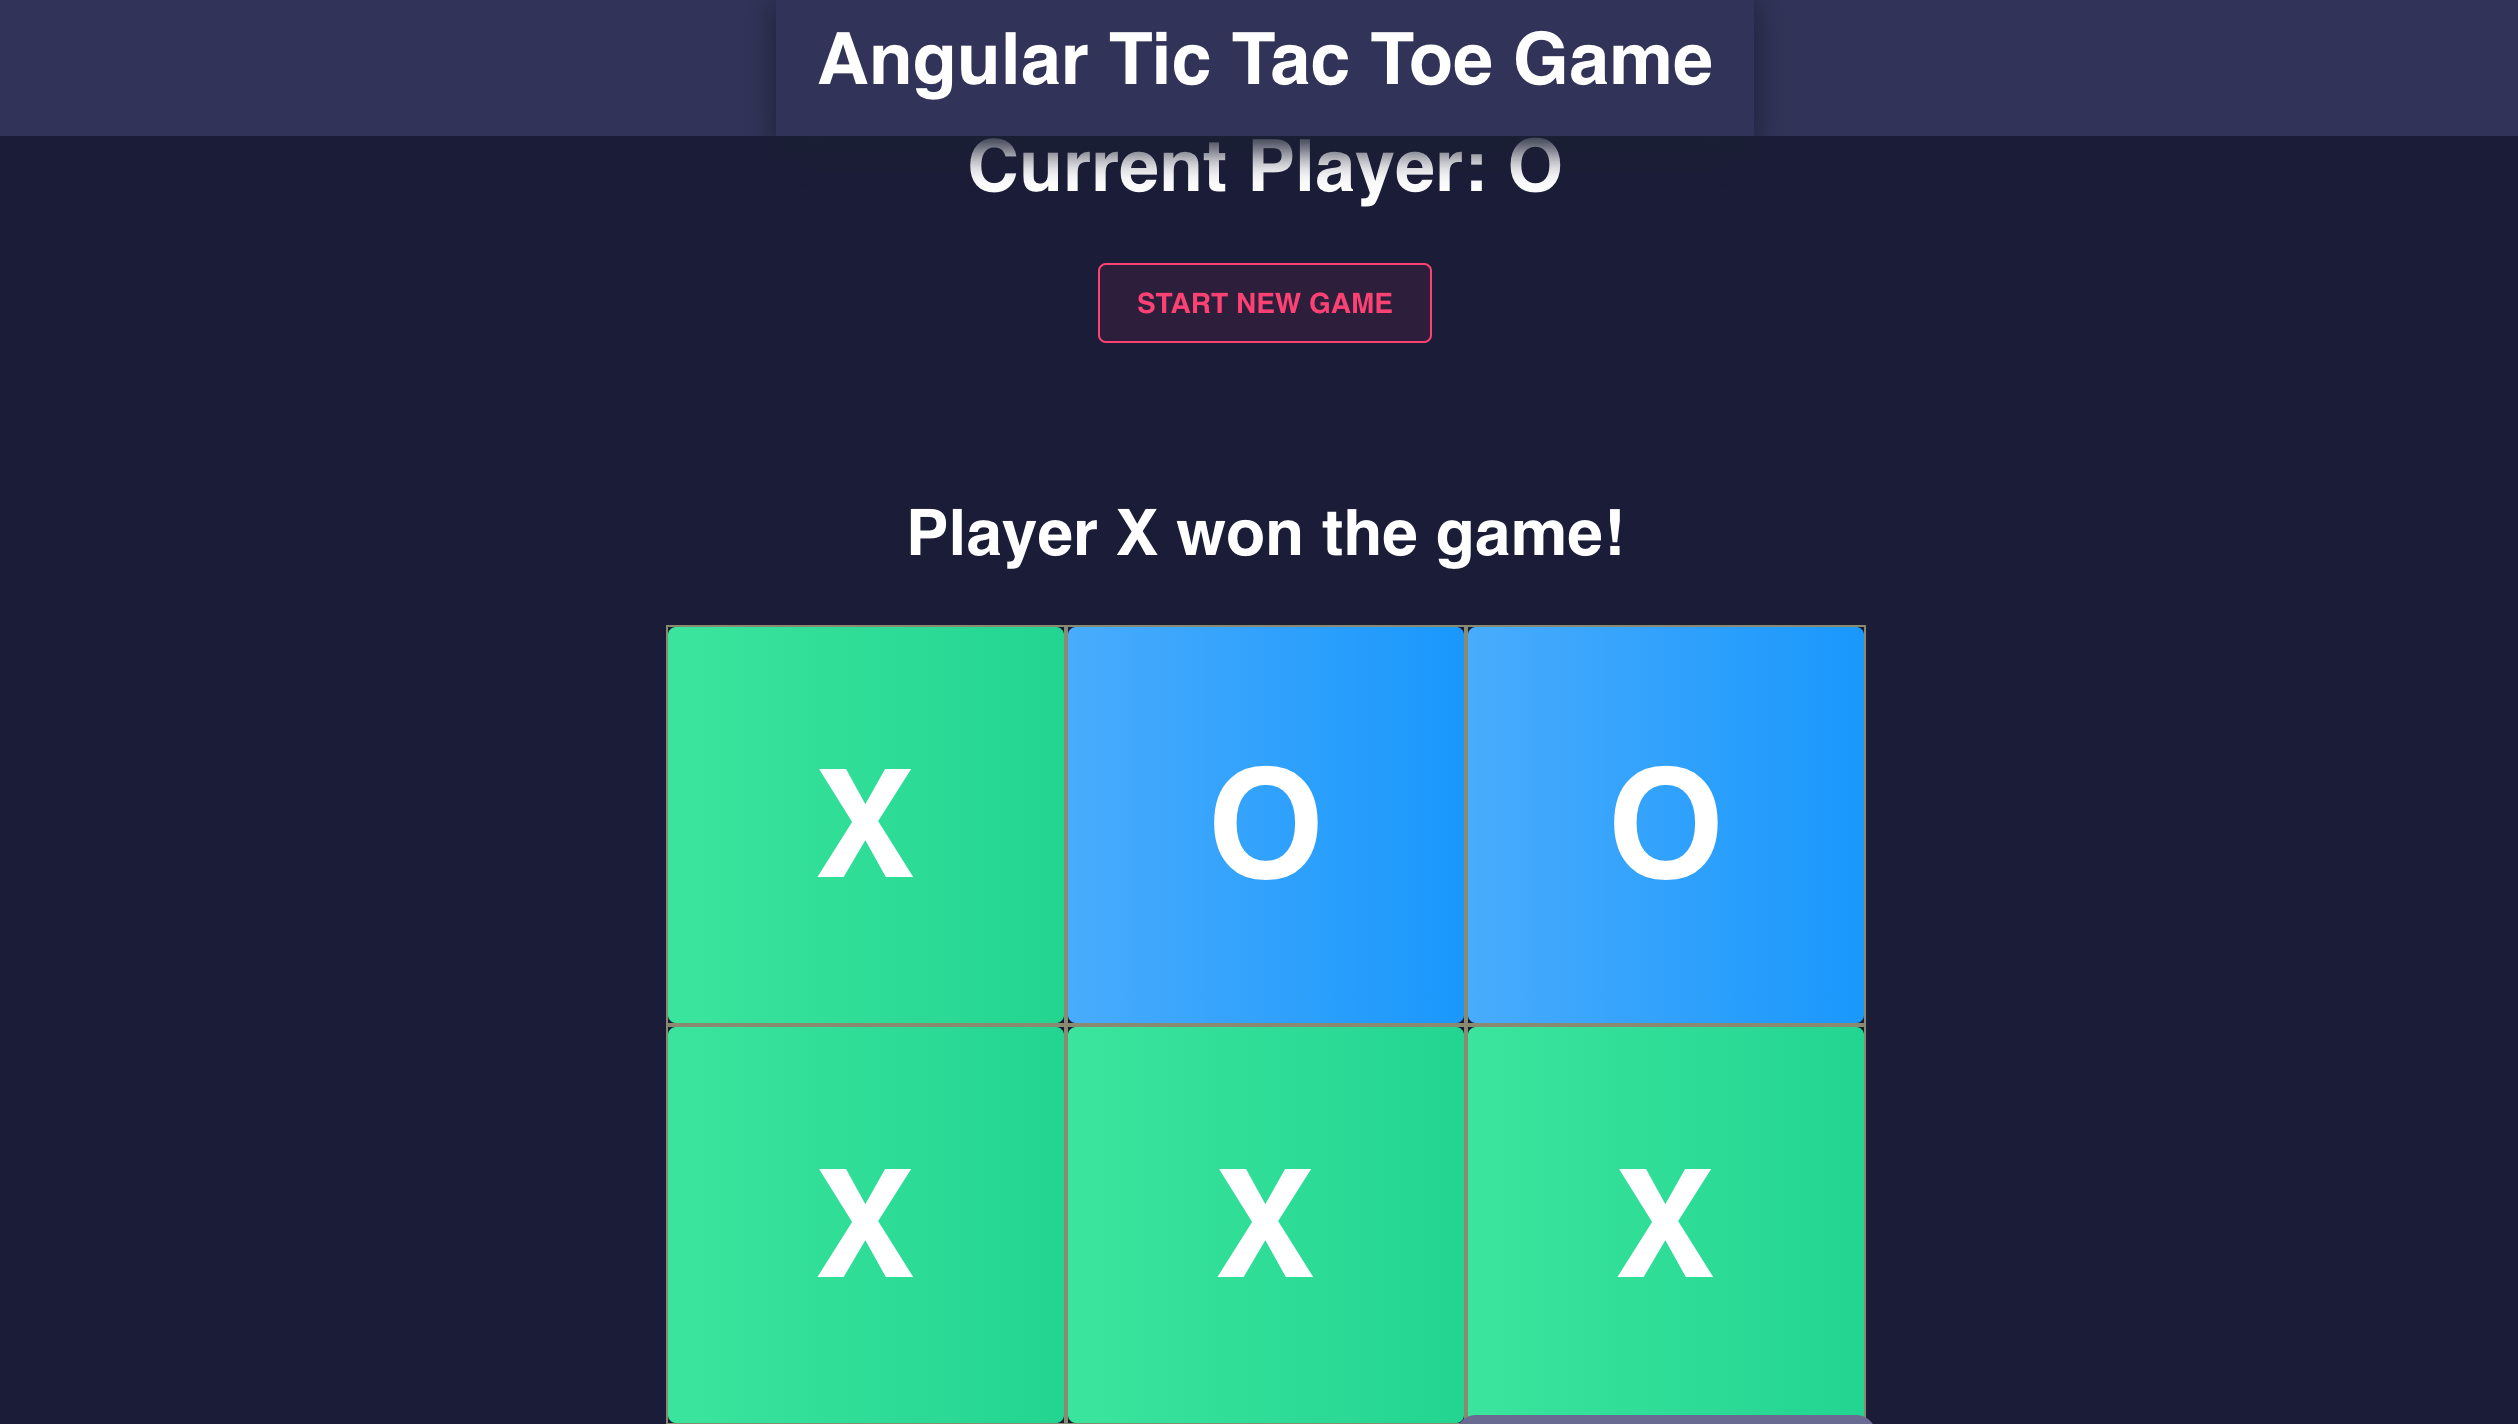 Angular Tic Tac Toe Game
Current Player: O
START NEW GAME
Player X won the game!
X O O
X X X